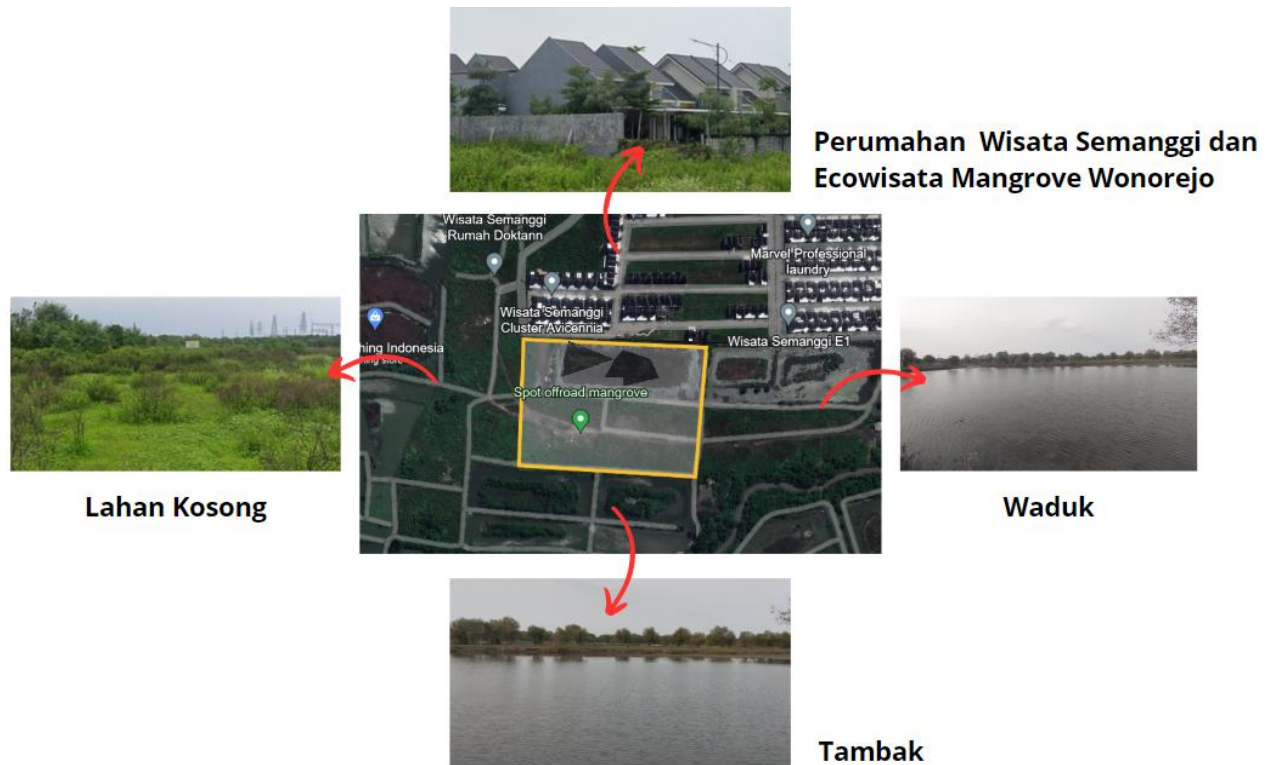 Perumahan Wisata Semanggi dan
Ecowisata Mangrove Wonorejo
Wisata Semanggi
Rumah Doktann
Marvel Professional
laundry
Wisata Semanggi
Cluster Avicennia
Wisata Semanggi E1
hing Indonesia
Spot offroad mangrove
Lahan Kosong
Waduk
Tambak